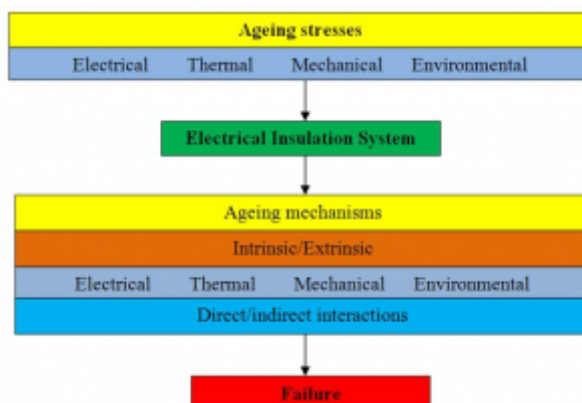 Ageing stresses
Electrical Thermal Mechanical Environmental
Electrical Insulation System
Ageing mechanisms
Intrinsic/Extrinsic
Electrical Thermal Mechanical Environmental
Direct/indirect interactions
Failure